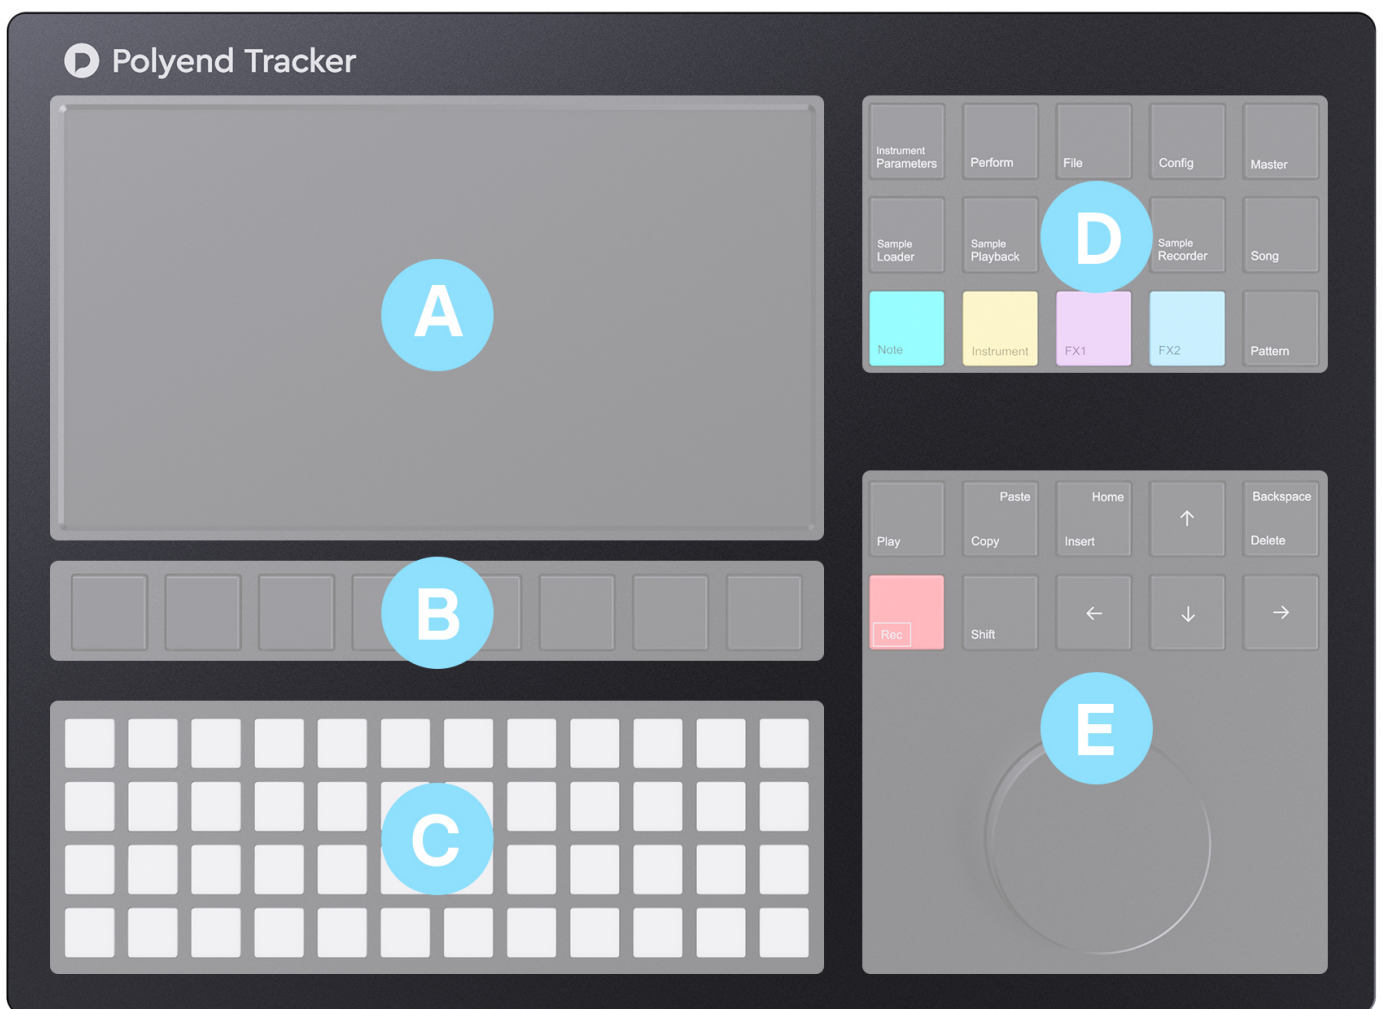 Polyend Tracker
A
B
C
Instrument
Parameters
Perform
File
Config
Master
Sample
Loader
Sample
Playback
D
Sample
Recorder
Song
Note
Instrument
FX1
FX2
Pattern
Play
Paste
Copy
Home
Insert
↑
Backspace
Delete
Rec
Shift
←
↓
→
E